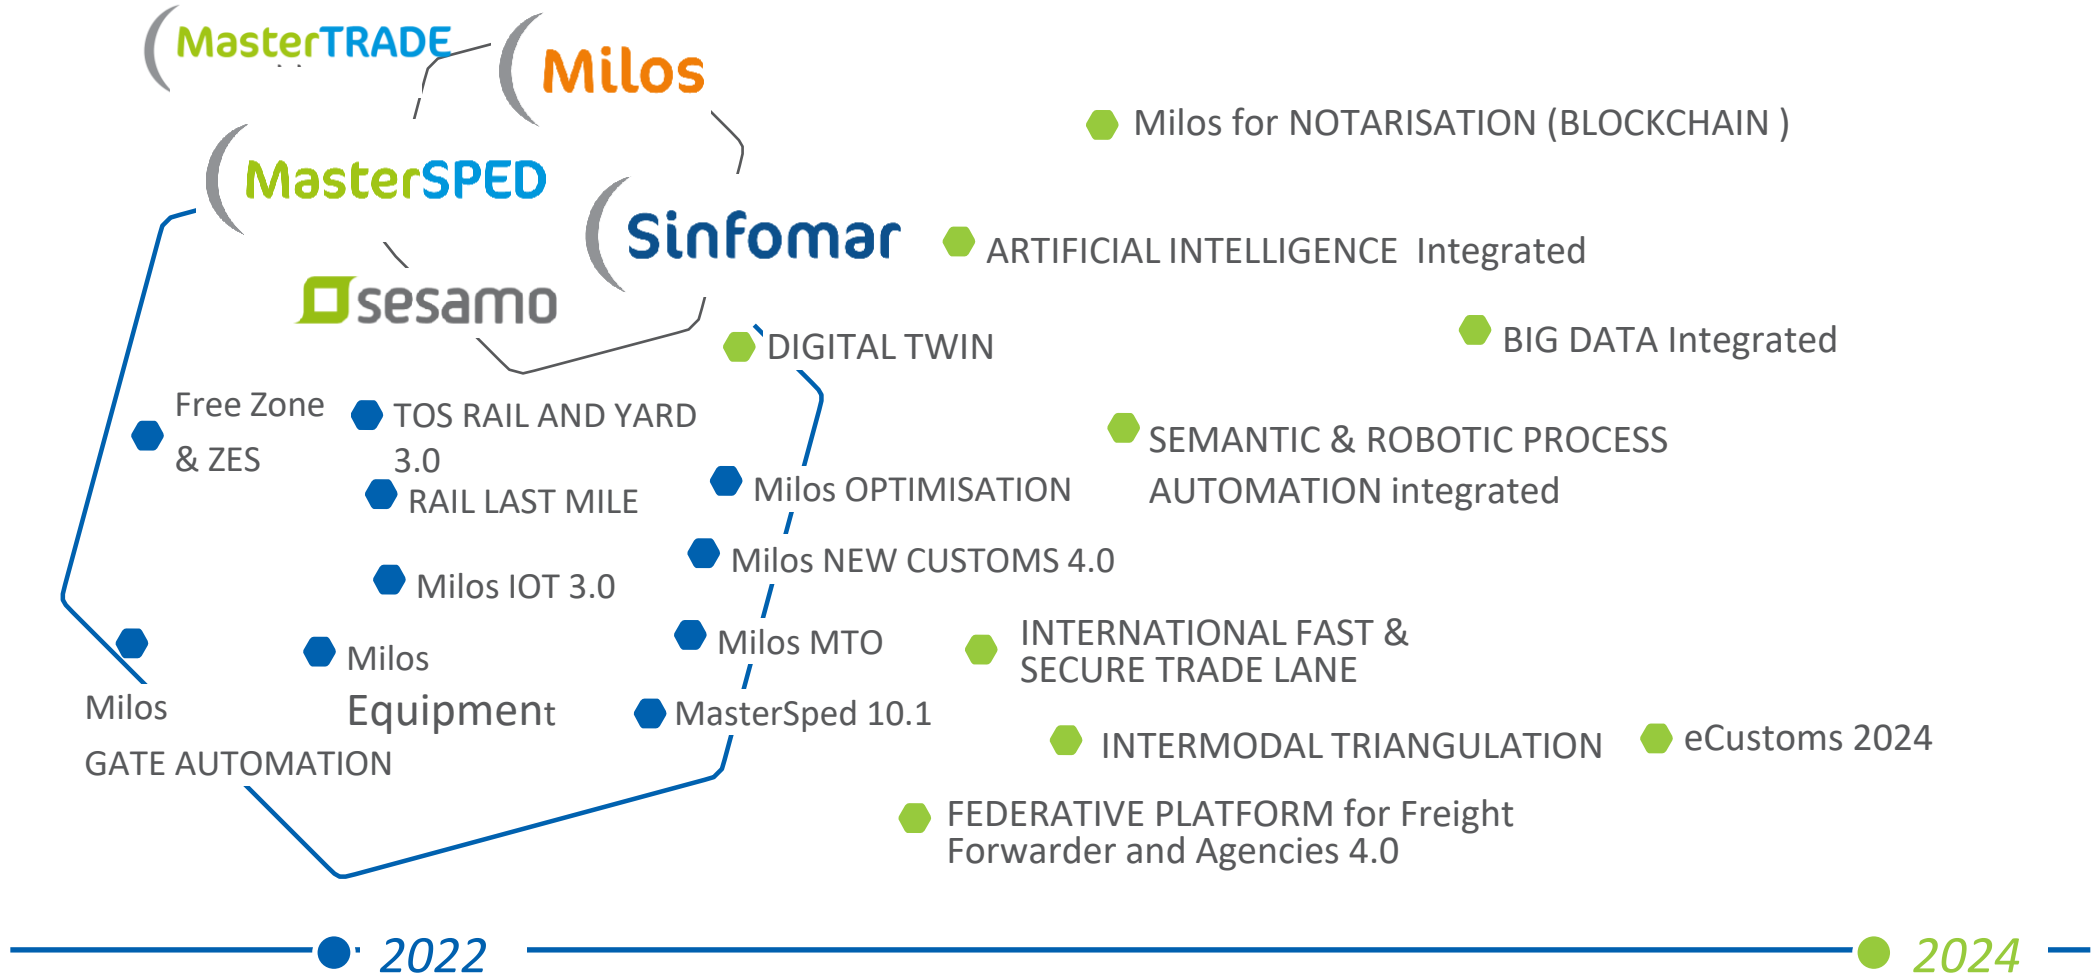 MasterTRADE
Milos
MasterSPED
Sinfomar
sesamo
Milos for NOTARISATION (BLOCKCHAIN )
ARTIFICIAL INTELLIGENCE Integrated
DIGITAL TWIN
BIG DATA Integrated
Free Zone
& ZES
TOS RAIL AND YARD
3.0
RAIL LAST MILE
SEMANTIC & ROBOTIC PROCESS
AUTOMATION integrated
Milos OPTIMISATION
Milos NEW CUSTOMS 4.0
Milos IOT 3.0
Milos MTO
INTERNATIONAL FAST &
SECURE TRADE LANE
Milos
Equipment
Milos
GATE AUTOMATION
MasterSped 10.1
INTERMODAL TRIANGULATION
eCustoms 2024
FEDERATIVE PLATFORM for Freight
Forwarder and Agencies 4.0
2022
2024